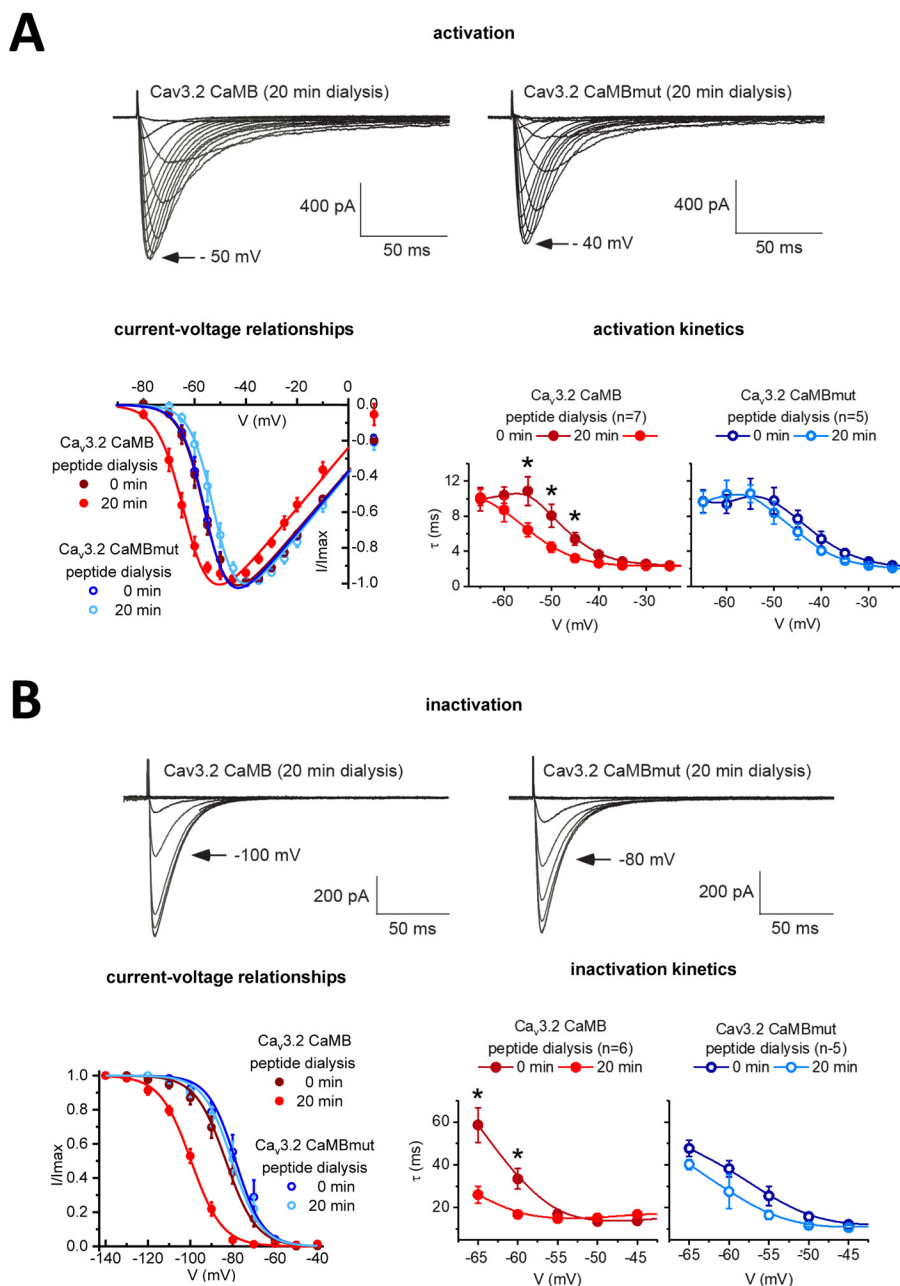 A
activation
Cav3.2 CaMB (20 min dialysis)
Cav3.2 CaMBmut (20 min dialysis)
400 pA
50 ms
- 50 mV
400 pA
50 ms
- 40 mV
current-voltage relationships
activation kinetics
-80 -60 -40 -20 0
V (mV)
0.0
-0.2
-0.4
-0.6
-0.8
-1.0
I/Imax
Cav3.2 CaMB
peptide dialysis
0 min
20 min
Cav3.2 CaMBmut
peptide dialysis
0 min
20 min
Cav3.2 CaMB
peptide dialysis (n=7)
0 min 20 min
* * *
12
8
4
0
τ (ms)
-60 -50 -40 -30
V (mV)
Cav3.2 CaMBmut
peptide dialysis (n=5)
0 min 20 min
-60 -50 -40 -30
V (mV)
B
inactivation
Cav3.2 CaMB (20 min dialysis)
Cav3.2 CaMBmut (20 min dialysis)
-100 mV
200 pA
50 ms
-80 mV
200 pA
50 ms
current-voltage relationships
inactivation kinetics
Cav3.2 CaMB
peptide dialysis
0 min
20 min
Cav3.2 CaMBmut
peptide dialysis
0 min
20 min
1.0
0.8
0.6
0.4
0.2
0.0
I/Imax
-140 -120 -100 -80 -60 -40
V (mV)
Cav3.2 CaMB
peptide dialysis (n=6)
0 min 20 min
* *
60
40
20
τ (ms)
-65 -60 -55 -50 -45
V (mV)
Cav3.2 CaMBmut
peptide dialysis (n-5)
0 min 20 min
-65 -60 -55 -50 -45
V (mV)